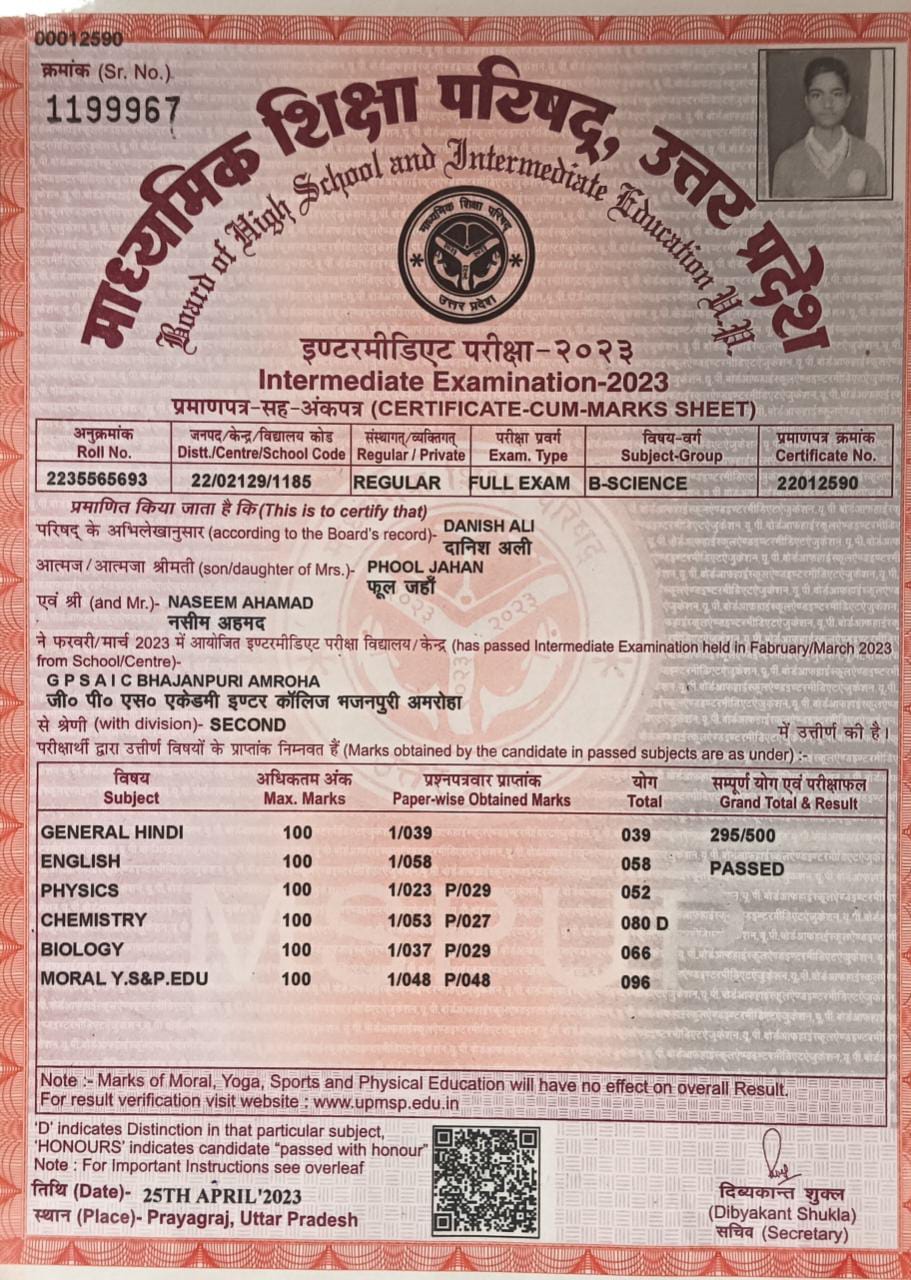 00012590
क्रमांक (Sr. No.)
1199967
माध्यमिक शिक्षा परिषद्, उत्तर प्रदेश
Board of High School and Intermediate Education U.P.
माध्यमिक शिक्षा परिषद
उत्तर प्रदेश
इण्टरमीडिएट परीक्षा-२०२३
Intermediate Examination-2023
प्रमाणपत्र-सह-अंकपत्र (CERTIFICATE-CUM-MARKS SHEET)
अनुक्रमांक जनपद/केन्द्र/विद्यालय कोड संस्थागत्/व्यक्तिगत् परीक्षा प्रवर्ग विषय-वर्ग प्रमाणपत्र क्रमांक
Roll No. Distt./Centre/School Code Regular / Private Exam. Type Subject-Group Certificate No.
2235565693 22/02129/1185 REGULAR FULL EXAM B-SCIENCE 22012590
प्रमाणित किया जाता है कि (This is to certify that)
परिषद् के अभिलेखानुसार (according to the Board's record)- DANISH ALI
दानिश अली
आत्मज/आत्मजा श्रीमती (son/daughter of Mrs.)- PHOOL JAHAN
फूल जहाँ
एवं श्री (and Mr.)- NASEEM AHAMAD
नसीम अहमद
ने फरवरी/मार्च 2023 में आयोजित इण्टरमीडिएट परीक्षा विद्यालय/केन्द्र (has passed Intermediate Examination held in Fabruary/March 2023
from School/Centre)-
G P S A I C BHAJANPURI AMROHA
जी० पी० एस० एकेडमी इण्टर कॉलिज भजनपुरी अमरोहा
से श्रेणी (with division)- SECOND में उत्तीर्ण की है।
परीक्षार्थी द्वारा उत्तीर्ण विषयों के प्राप्तांक निम्नवत हैं (Marks obtained by the candidate in passed subjects are as under) :-
विषय अधिकतम अंक प्रश्नपत्रवार प्राप्तांक योग सम्पूर्ण योग एवं परीक्षाफल
Subject Max. Marks Paper-wise Obtained Marks Total Grand Total & Result
GENERAL HINDI 100 1/039 039 295/500
ENGLISH 100 1/058 058 PASSED
PHYSICS 100 1/023 P/029 052
CHEMISTRY 100 1/053 P/027 080 D
BIOLOGY 100 1/037 P/029 066
MORAL Y.S&P.EDU 100 1/048 P/048 096
MSPUP
Note :- Marks of Moral, Yoga, Sports and Physical Education will have no effect on overall Result.
For result verification visit website : www.upmsp.edu.in
'D' indicates Distinction in that particular subject,
'HONOURS' indicates candidate "passed with honour"
Note : For Important Instructions see overleaf
तिथि (Date)- 25TH APRIL'2023
स्थान (Place)- Prayagraj, Uttar Pradesh
दिब्यकान्त शुक्ल
(Dibyakant Shukla)
सचिव (Secretary)